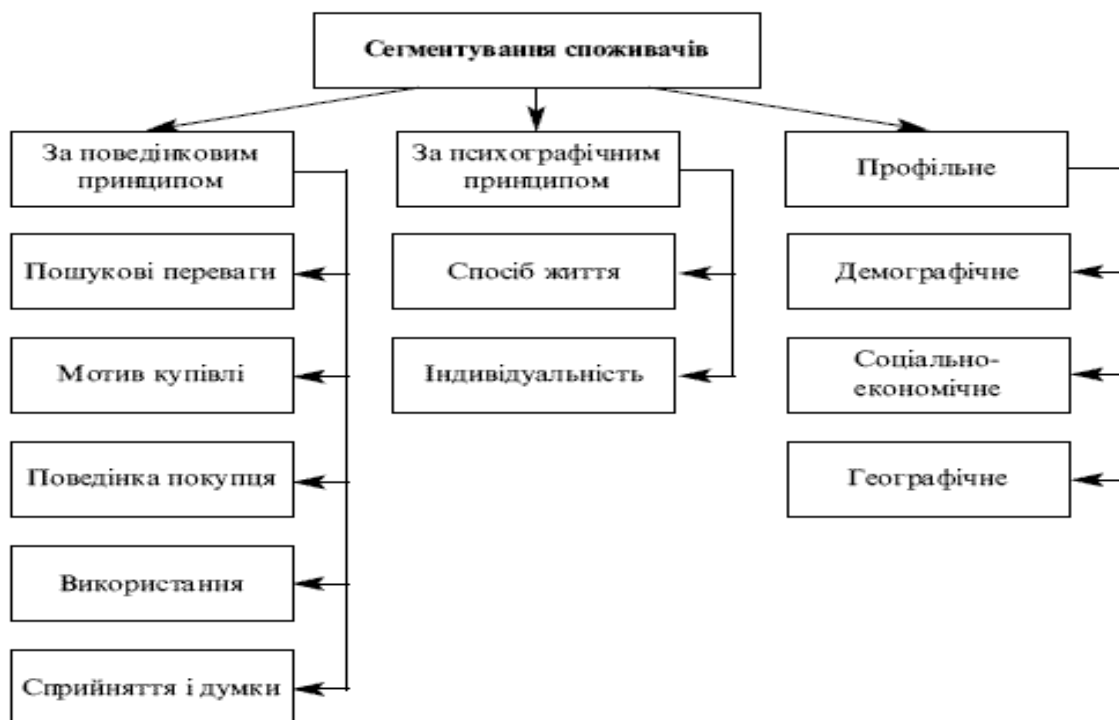 Сегментування споживачів
За поведінковим
принципом
Пошукові переваги
Мотив купівлі
Поведінка покупця
Використання
Сприйняття і думки
За психографічним
принципом
Спосіб життя
Індивідуальність
Профільне
Демографічне
Соціально-
економічне
Географічне